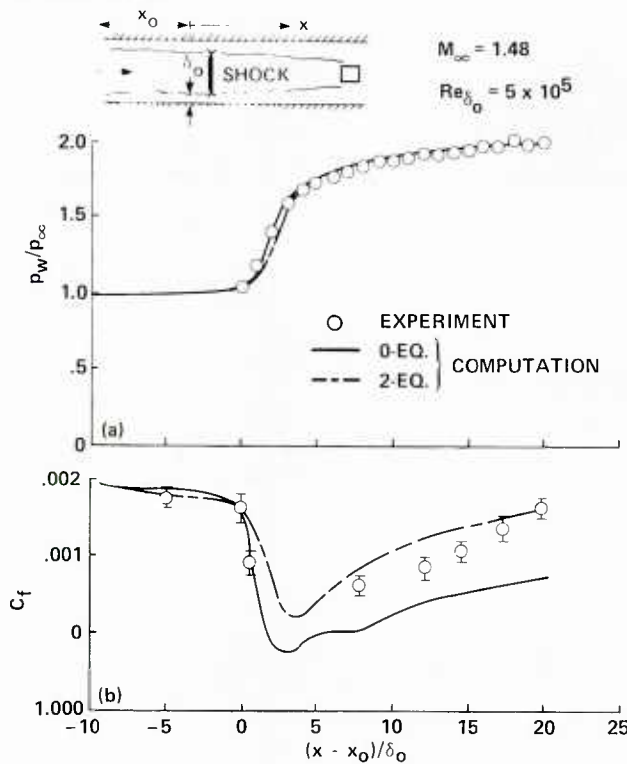 x₀ x
δ₀ SHOCK
M∞ = 1.48
Reδ₀ = 5 x 10⁵
2.0
1.5
1.0
.5
0
p_w/p∞
EXPERIMENT
0-EQ.
2-EQ.
COMPUTATION
(a)
.002
.001
0
1.000
C_f
(b)
−10 −5 0 5 10 15 20 25
(x - x₀)/δ₀